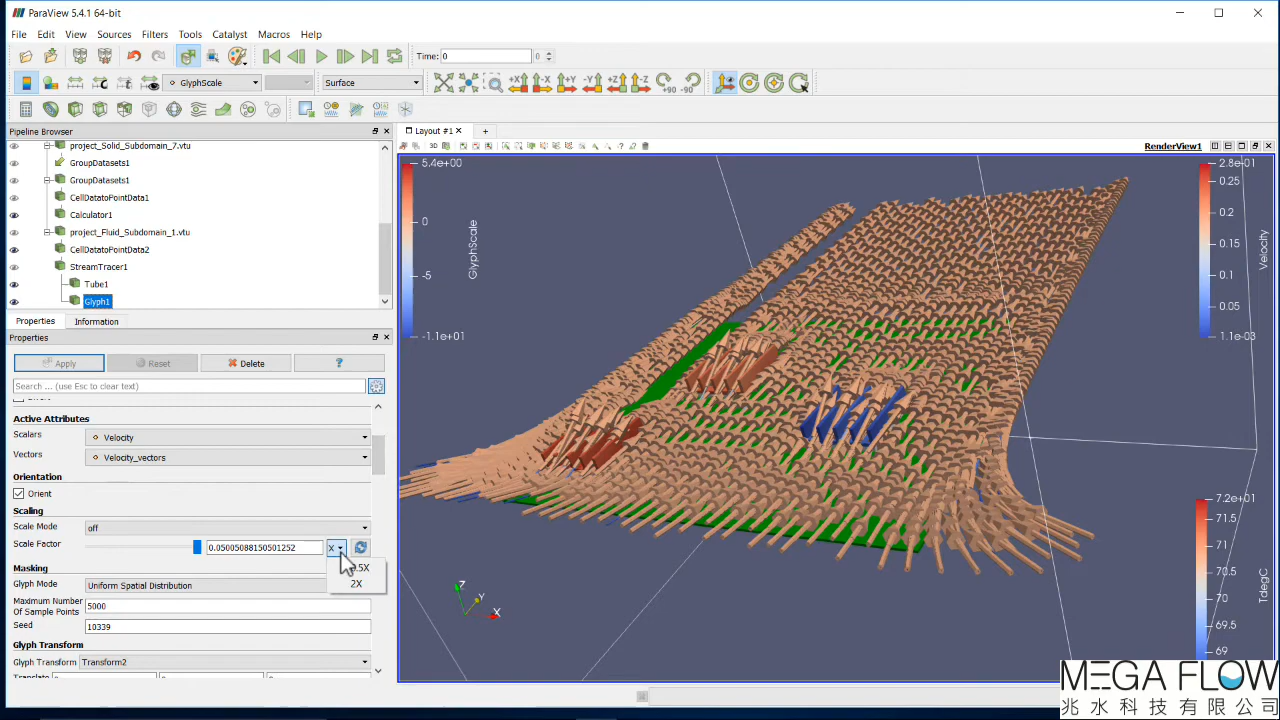 ParaView 5.4.1 64-bit
File Edit View Sources Filters Tools Catalyst Macros Help
Time: 0 0
GlyphScale Surface +X -X +Y -Y +Z -Z +90 -90
Pipeline Browser
Layout #1 +
project_Solid_Subdomain_7.vtu
3D
RenderView1
GroupDatasets1
GroupDatasets1
CellDatatoPointData1
Calculator1
project_Fluid_Subdomain_1.vtu
CellDatatoPointData2
StreamTracer1
Tube1
Glyph1
5.4e+00
0
-5
-1.1e+01
GlyphScale
2.8e-01
0.25
0.2
0.15
0.1
0.05
1.1e-03
Velocity
Properties Information
Properties
Apply Reset Delete ?
Search ... (use Esc to clear text)
Active Attributes
Scalars Velocity
Vectors Velocity_vectors
Orientation
Orient
Scaling
Scale Mode off
Scale Factor 0.05005088150501252 X
.5X
2X
Masking
Glyph Mode Uniform Spatial Distribution
Maximum Number
Of Sample Points 5000
Seed 10339
Glyph Transform
Glyph Transform Transform2
Translate
Z
Y
X
7.2e+01
71
70.5
70
69.5
69
TdegC
MEGA FLOW
兆水科技有限公司